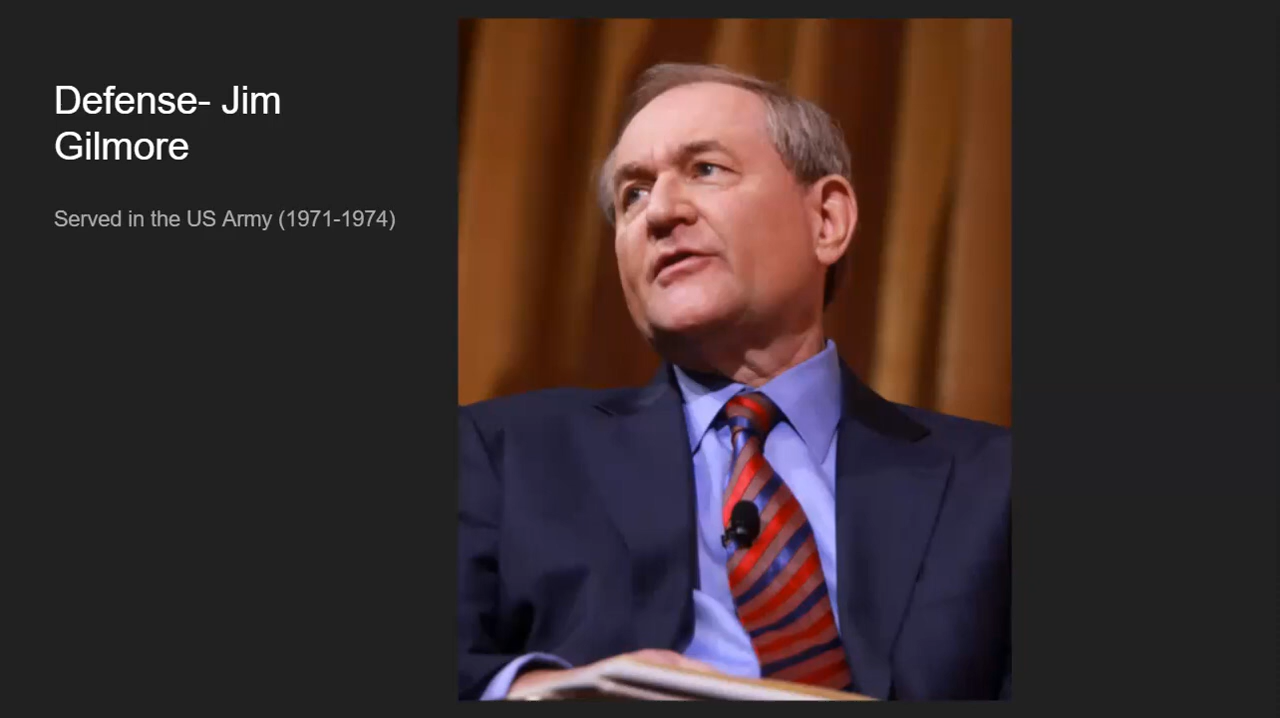 Defense- Jim
Gilmore
Served in the US Army (1971-1974)